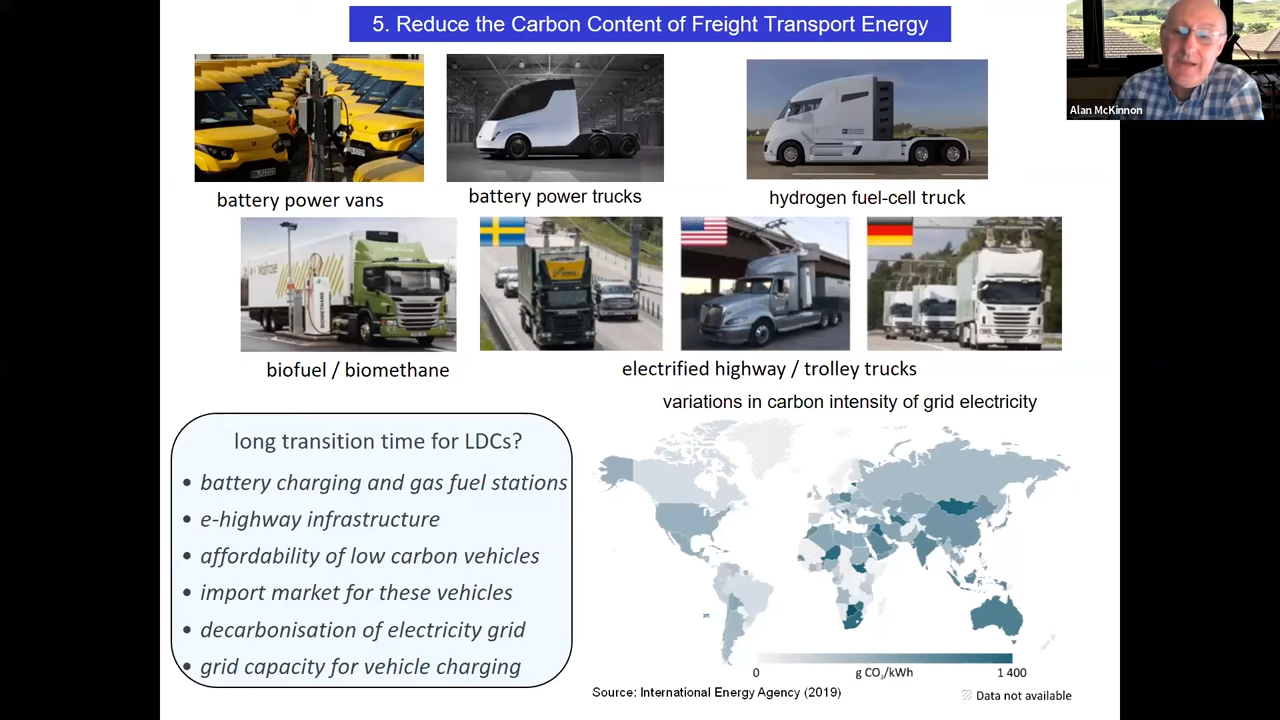 5. Reduce the Carbon Content of Freight Transport Energy
Alan McKinnon
battery power vans
battery power trucks
hydrogen fuel-cell truck
BIOMETHANE
biofuel / biomethane
electrified highway / trolley trucks
variations in carbon intensity of grid electricity
long transition time for LDCs?
• battery charging and gas fuel stations
• e-highway infrastructure
• affordability of low carbon vehicles
• import market for these vehicles
• decarbonisation of electricity grid
• grid capacity for vehicle charging
0
g CO₂/kWh
1 400
Source: International Energy Agency (2019)
Data not available